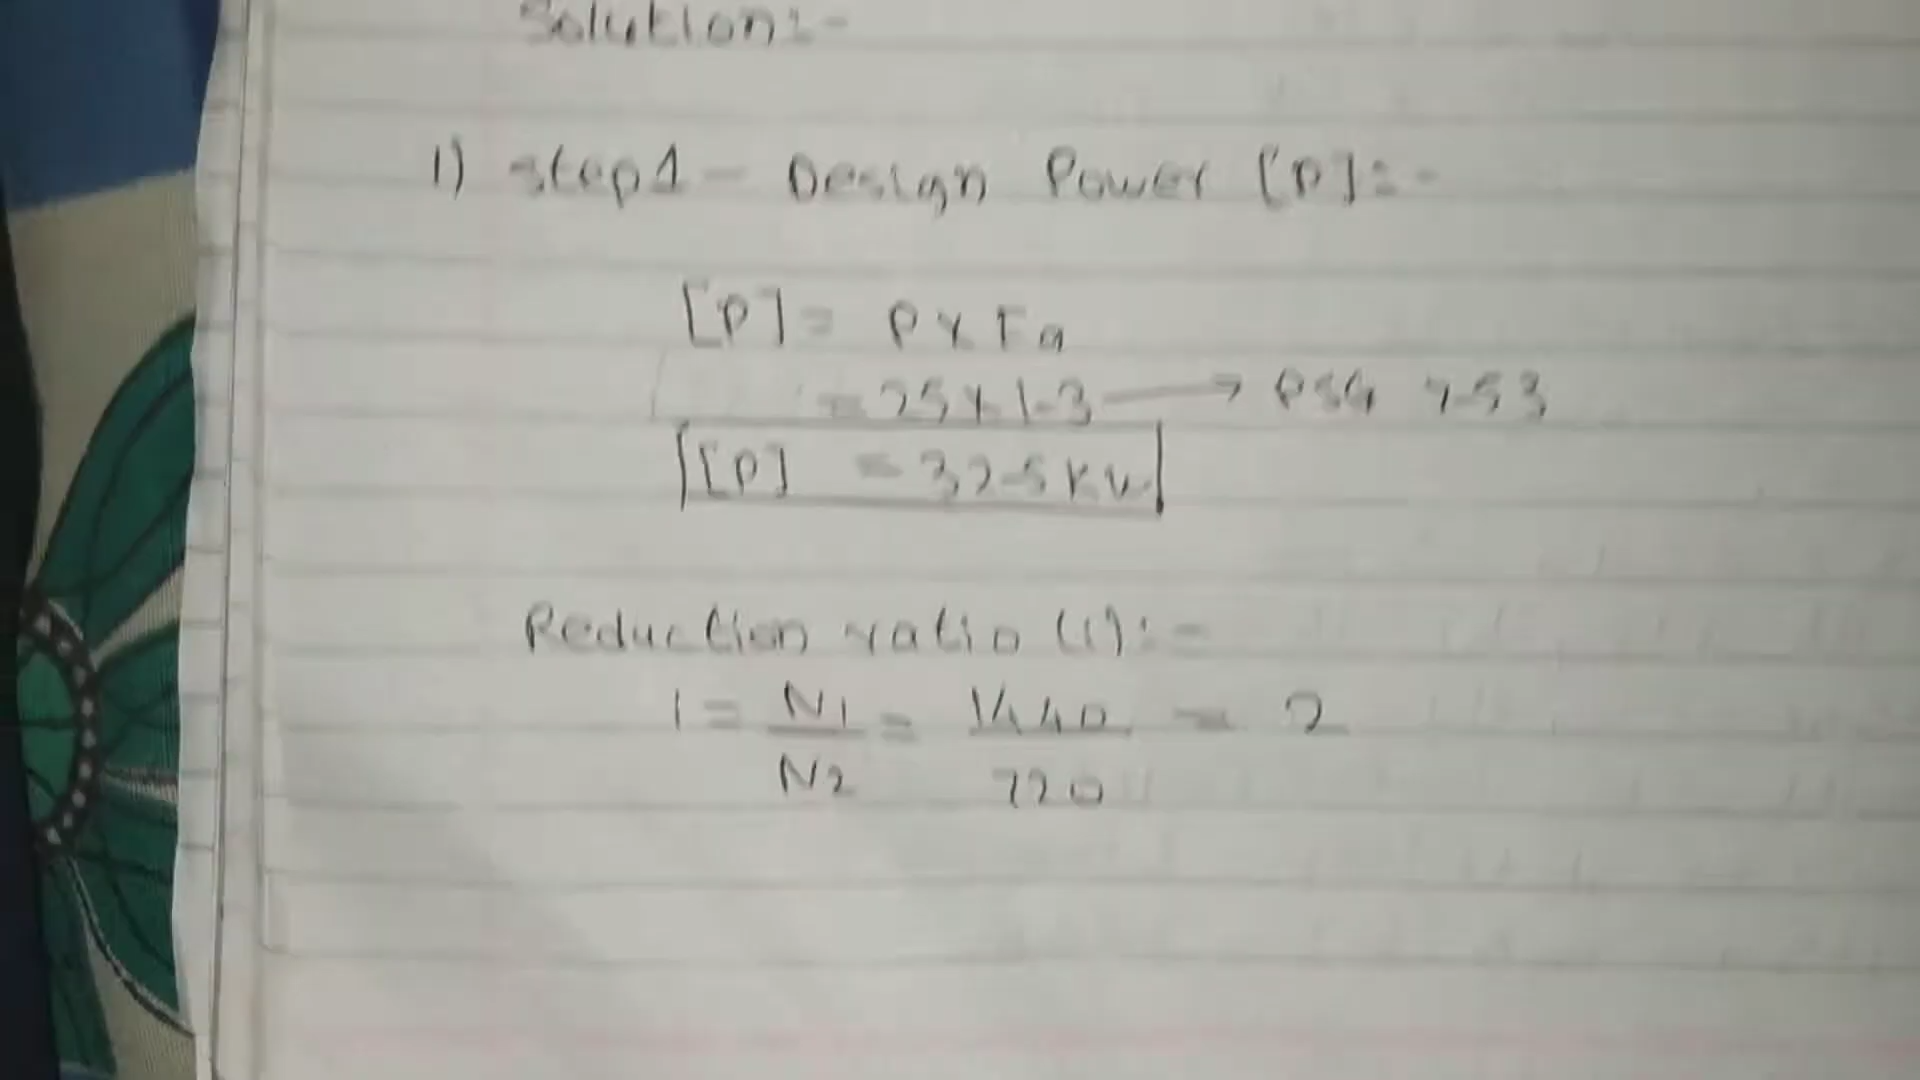 Solution:-
1) Step1 - Design Power [P]:-
[P] = P x Fa
= 25 x 1.3 → PSG 7.53
[P] = 32.5 KW
Reduction ratio (i):-
i = N1/N2 = 1440/720 = 2